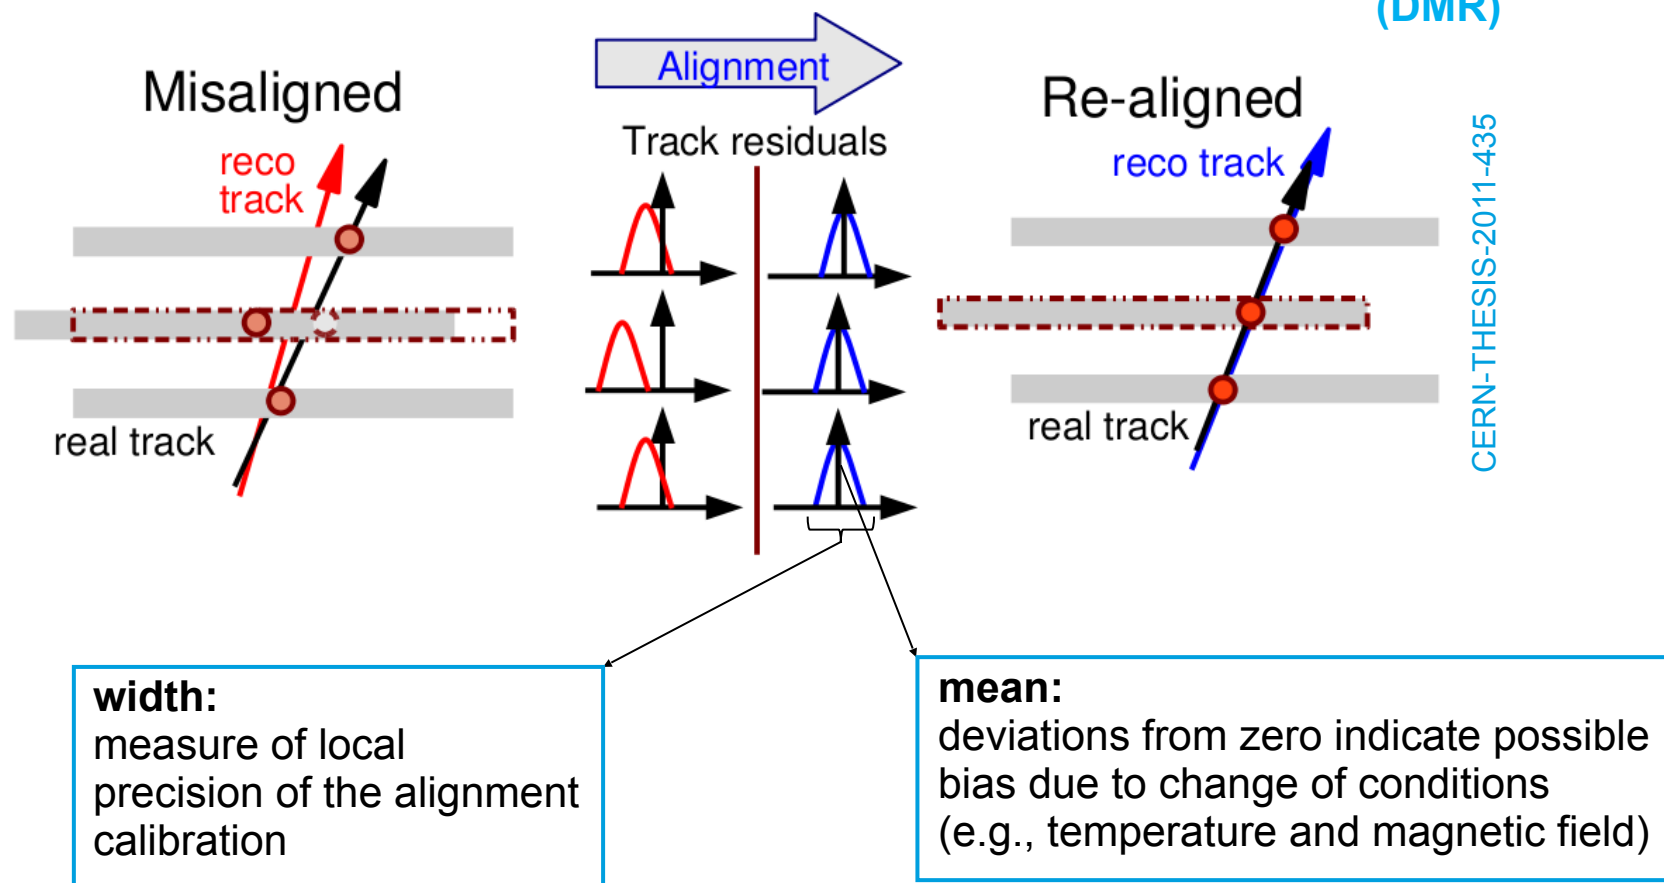 (DMR)
Alignment
Misaligned
Re-aligned
Track residuals
reco
track
reco track
real track
real track
CERN-THESIS-2011-435
width:
measure of local
precision of the alignment
calibration
mean:
deviations from zero indicate possible
bias due to change of conditions
(e.g., temperature and magnetic field)